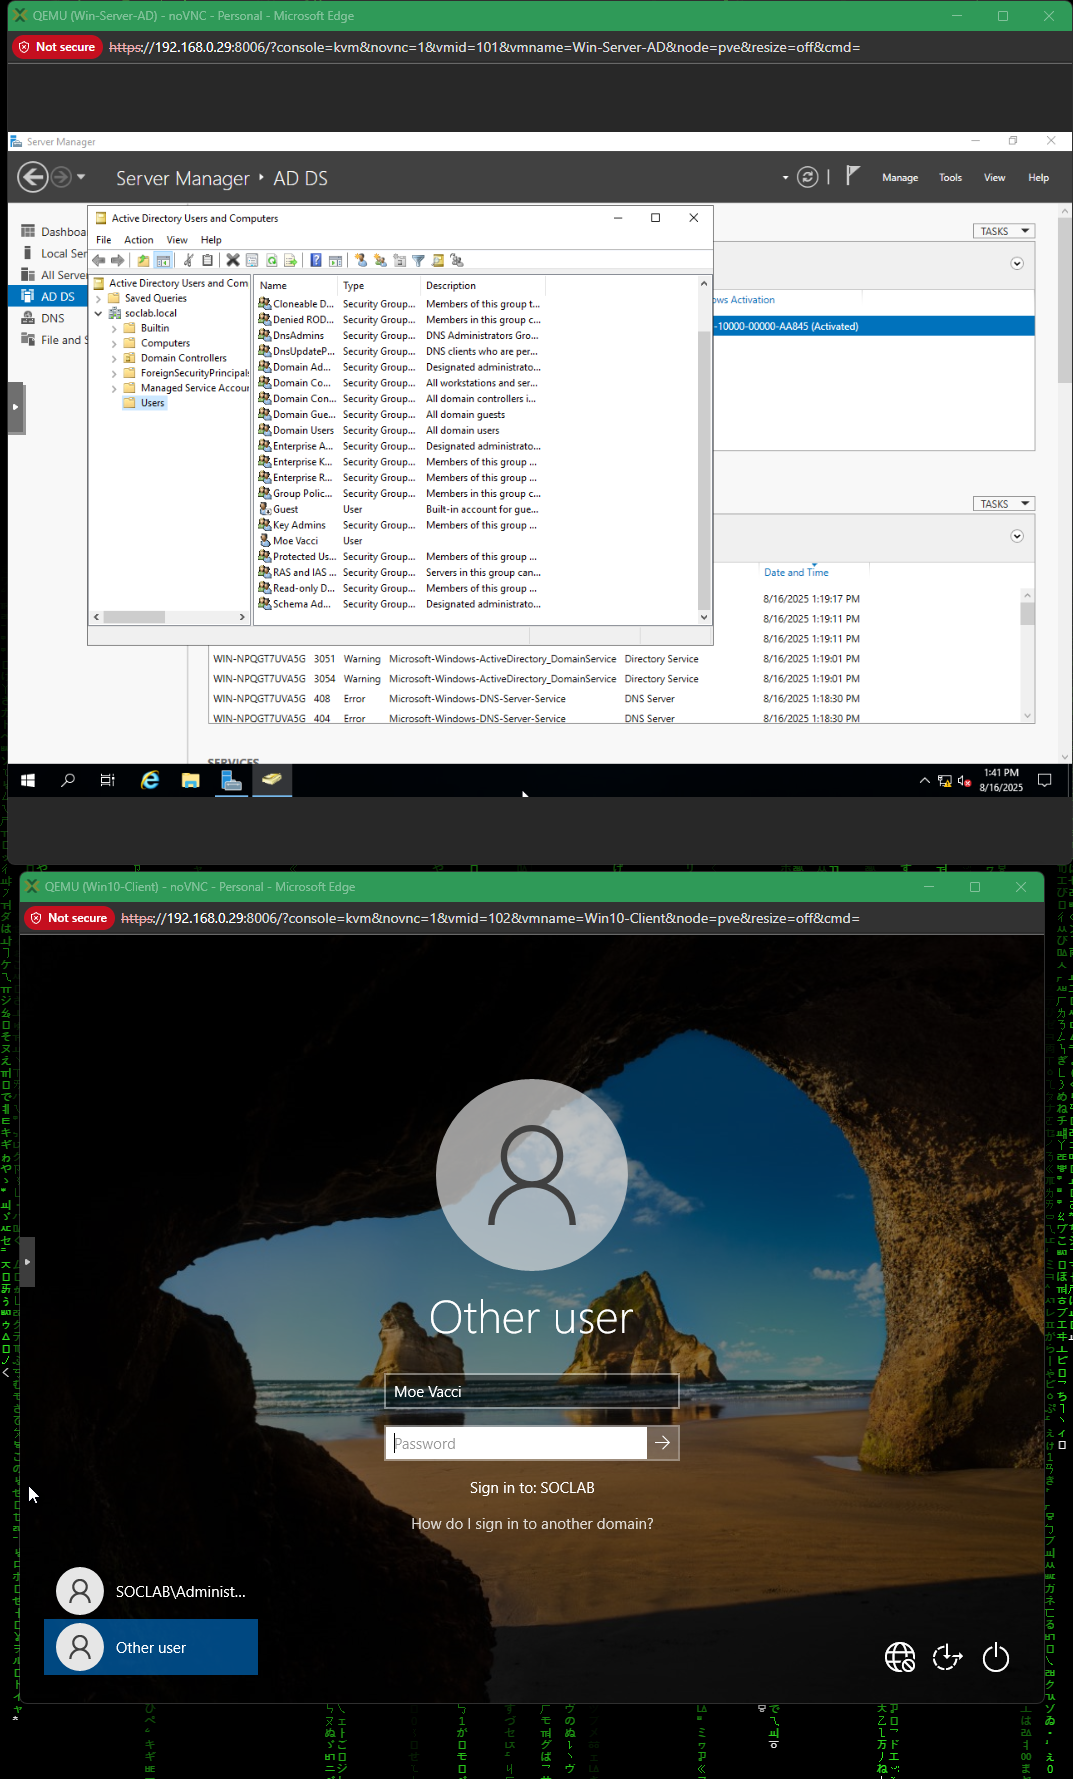 QEMU (Win-Server-AD) - noVNC - Personal - Microsoft Edge
Not secure https://192.168.0.29:8006/?console=kvm&novnc=1&vmid=101&vmname=Win-Server-AD&node=pve&resize=off&cmd=
Server Manager
Server Manager ‣ AD DS
Manage Tools View Help
Dashboa
Local Ser
All Server
AD DS
DNS
File and S
Active Directory Users and Computers
File Action View Help
Active Directory Users and Com
Saved Queries
soclab.local
Builtin
Computers
Domain Controllers
ForeignSecurityPrincipals
Managed Service Accour
Users
Name Type Description
Cloneable D... Security Group... Members of this group t...
Denied ROD... Security Group... Members in this group c...
DnsAdmins Security Group... DNS Administrators Gro...
DnsUpdateP... Security Group... DNS clients who are per...
Domain Ad... Security Group... Designated administrato...
Domain Co... Security Group... All workstations and ser...
Domain Con... Security Group... All domain controllers i...
Domain Gue... Security Group... All domain guests
Domain Users Security Group... All domain users
Enterprise A... Security Group... Designated administrato...
Enterprise K... Security Group... Members of this group ...
Enterprise R... Security Group... Members of this group ...
Group Polic... Security Group... Members in this group c...
Guest User Built-in account for gue...
Key Admins Security Group... Members of this group ...
Moe Vacci User
Protected Us... Security Group... Members of this group ...
RAS and IAS ... Security Group... Servers in this group can...
Read-only D... Security Group... Members of this group ...
Schema Ad... Security Group... Designated administrato...
TASKS
ows Activation
-10000-00000-AA845 (Activated)
TASKS
Date and Time
8/16/2025 1:19:17 PM
8/16/2025 1:19:11 PM
8/16/2025 1:19:11 PM
WIN-NPQGT7UVA5G 3051 Warning Microsoft-Windows-ActiveDirectory_DomainService Directory Service 8/16/2025 1:19:01 PM
WIN-NPQGT7UVA5G 3054 Warning Microsoft-Windows-ActiveDirectory_DomainService Directory Service 8/16/2025 1:19:01 PM
WIN-NPQGT7UVA5G 408 Error Microsoft-Windows-DNS-Server-Service DNS Server 8/16/2025 1:18:30 PM
WIN-NPQGT7UVA5G 404 Error Microsoft-Windows-DNS-Server-Service DNS Server 8/16/2025 1:18:30 PM
SERVICES
1:41 PM
8/16/2025
QEMU (Win10-Client) - noVNC - Personal - Microsoft Edge
Not secure https://192.168.0.29:8006/?console=kvm&novnc=1&vmid=102&vmname=Win10-Client&node=pve&resize=off&cmd=
Other user
Moe Vacci
Password
Sign in to: SOCLAB
How do I sign in to another domain?
SOCLAB\Administ...
Other user